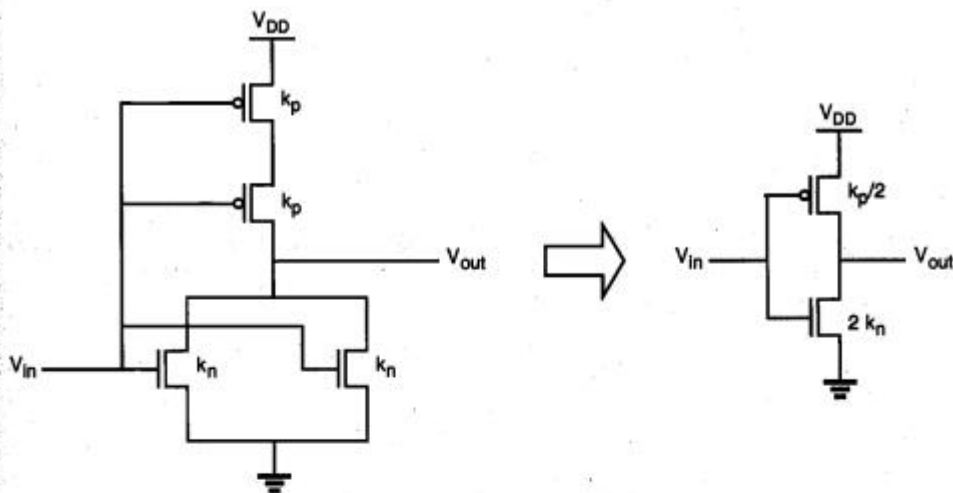 V_DD
k_p
k_p
V_out
V_in
k_n
k_n
V_DD
k_p/2
V_in
V_out
2 k_n